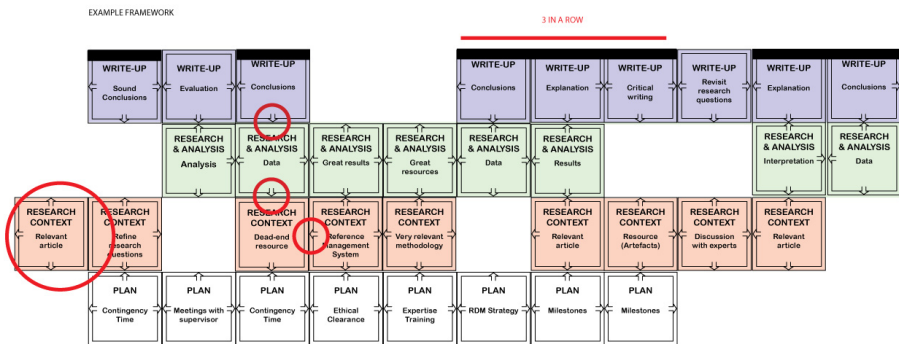 EXAMPLE FRAMEWORK
3 IN A ROW
WRITE-UP
Sound
Conclusions
WRITE-UP
Evaluation
WRITE-UP
Conclusions
WRITE-UP
Conclusions
WRITE-UP
Explanation
WRITE-UP
Critical
writing
WRITE-UP
Revisit
research
questions
WRITE-UP
Explanation
WRITE-UP
Conclusions
RESEARCH
& ANALYSIS
Analysis
RESEARCH
& ANALYSIS
Data
RESEARCH
& ANALYSIS
Great results
RESEARCH
& ANALYSIS
Great
resources
RESEARCH
& ANALYSIS
Data
RESEARCH
& ANALYSIS
Results
RESEARCH
& ANALYSIS
Interpretation
RESEARCH
& ANALYSIS
Data
RESEARCH
CONTEXT
Relevant
article
RESEARCH
CONTEXT
Refine
research
questions
RESEARCH
CONTEXT
Dead-end
resource
RESEARCH
CONTEXT
Reference
Management
System
RESEARCH
CONTEXT
Very relevant
methodology
RESEARCH
CONTEXT
Relevant
article
RESEARCH
CONTEXT
Resource
(Artefacts)
RESEARCH
CONTEXT
Discussion
with experts
RESEARCH
CONTEXT
Relevant
article
PLAN
Contingency
Time
PLAN
Meetings with
supervisor
PLAN
Contingency
Time
PLAN
Ethical
Clearance
PLAN
Expertise
Training
PLAN
RDM Strategy
PLAN
Milestones
PLAN
Milestones